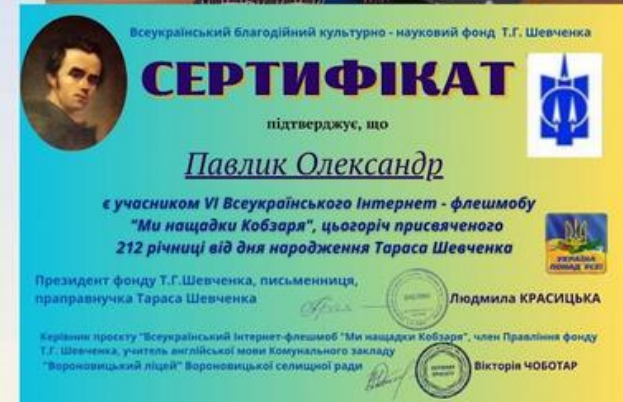 Всеукраїнський благодійний культурно - науковий фонд Т.Г. Шевченка
СЕРТИФІКАТ
підтверджує, що
Павлик Олександр
є учасником VI Всеукраїнського Інтернет - флешмобу
"Ми нащадки Кобзаря", цьогоріч присвяченого
212 річниці від дня народження Тараса Шевченка
УКРАЇНА
ПОНАД УСЕ!
Президент фонду Т.Г.Шевченка, письменниця,
праправнучка Тараса Шевченка
Людмила КРАСИЦЬКА
Керівник проєкту "Всеукраїнський Інтернет-флешмоб "Ми нащадки Кобзаря", член Правління фонду
Т.Г. Шевченка, учитель англійської мови Комунального закладу
"Вороновицький ліцей" Вороновицької селищної ради
Вікторія ЧОБОТАР